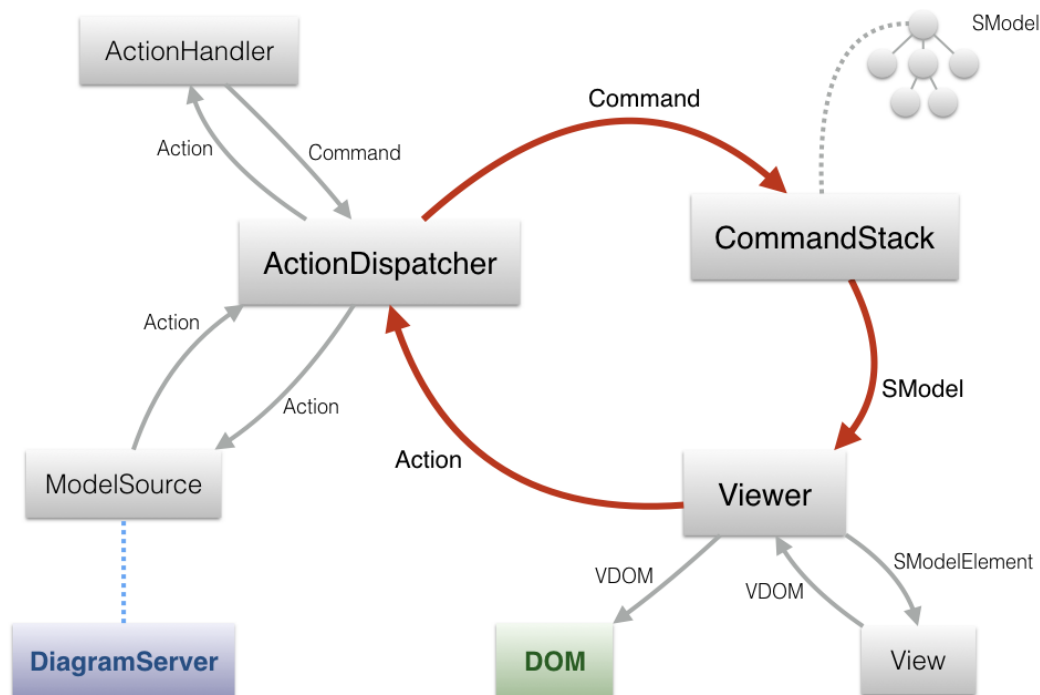 SModel
ActionHandler
Command
Action
Command
ActionDispatcher
CommandStack
Action
SModel
Action
Action
ModelSource
Viewer
SModelElement
VDOM
VDOM
DiagramServer
DOM
View